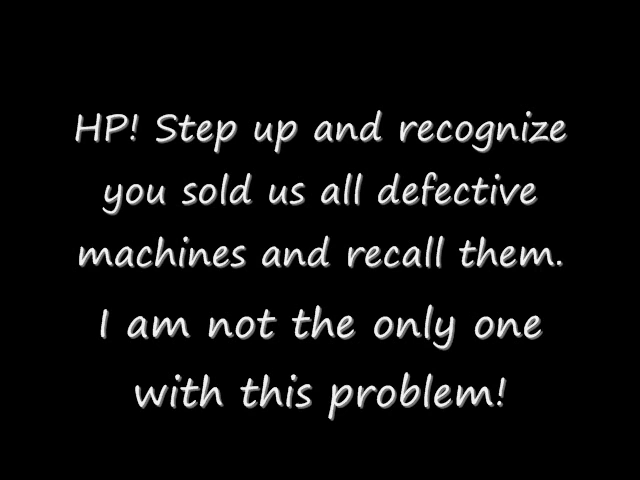 HP! Step up and recognize
you sold us all defective
machines and recall them.
I am not the only one
with this problem!